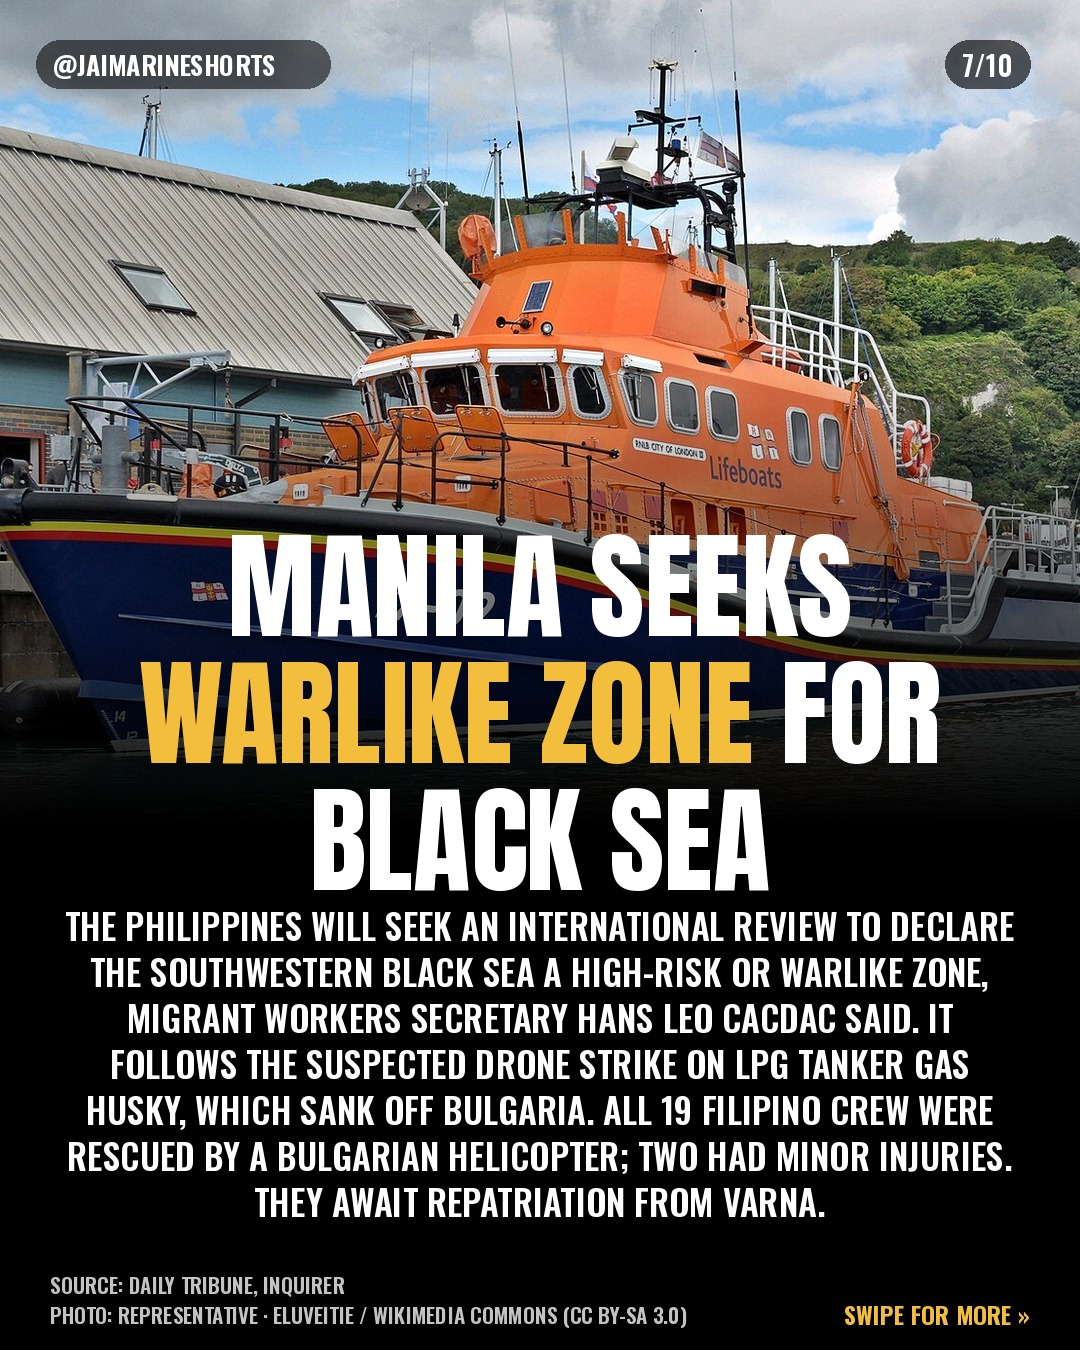 @JAIMARINESHORTS
7/10
RNLB CITY OF LONDON II
Lifeboats
MANILA SEEKS
WARLIKE ZONE FOR
BLACK SEA
THE PHILIPPINES WILL SEEK AN INTERNATIONAL REVIEW TO DECLARE
THE SOUTHWESTERN BLACK SEA A HIGH-RISK OR WARLIKE ZONE,
MIGRANT WORKERS SECRETARY HANS LEO CACDAC SAID. IT
FOLLOWS THE SUSPECTED DRONE STRIKE ON LPG TANKER GAS
HUSKY, WHICH SANK OFF BULGARIA. ALL 19 FILIPINO CREW WERE
RESCUED BY A BULGARIAN HELICOPTER; TWO HAD MINOR INJURIES.
THEY AWAIT REPATRIATION FROM VARNA.
SOURCE: DAILY TRIBUNE, INQUIRER
PHOTO: REPRESENTATIVE · ELUVEITIE / WIKIMEDIA COMMONS (CC BY-SA 3.0)
SWIPE FOR MORE »